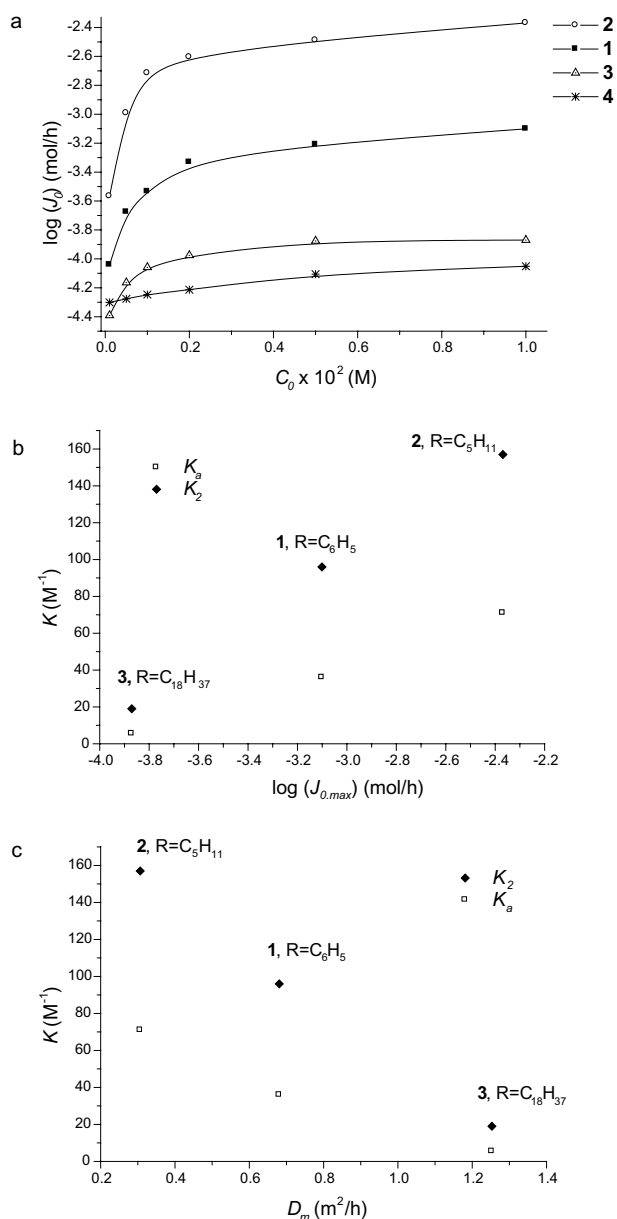 a
-2.4
-2.6
-2.8
-3.0
-3.2
-3.4
-3.6
-3.8
-4.0
-4.2
-4.4
log (J₀) (mol/h)
0.0 0.2 0.4 0.6 0.8 1.0
C₀ x 10² (M)
2
1
3
4
b
160
140
120
100
80
60
40
20
0
K (M⁻¹)
Kₐ
K₂
2, R=C₅H₁₁
1, R=C₆H₅
3, R=C₁₈H₃₇
-4.0 -3.8 -3.6 -3.4 -3.2 -3.0 -2.8 -2.6 -2.4 -2.2
log (J₀.ₘₐₓ) (mol/h)
c
160
140
120
100
80
60
40
20
0
K (M⁻¹)
2, R=C₅H₁₁
K₂
Kₐ
1, R=C₆H₅
3, R=C₁₈H₃₇
0.2 0.4 0.6 0.8 1.0 1.2 1.4
Dₘ (m²/h)